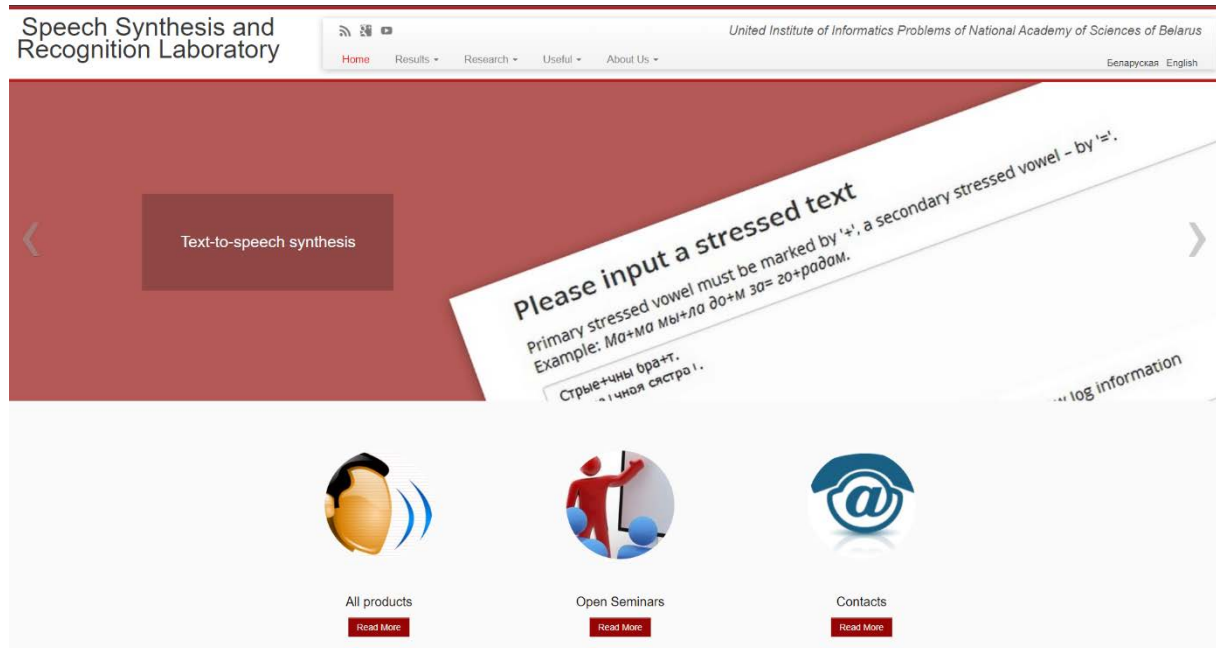 Speech Synthesis and
Recognition Laboratory
United Institute of Informatics Problems of National Academy of Sciences of Belarus
Home Results Research Useful About Us
Беларуская English
Text-to-speech synthesis
Please input a stressed text
Primary stressed vowel must be marked by '+', a secondary stressed vowel – by '='.
Example: Ма+ма мы+ла до+м за= го+радам.
Стрые+чны бра+т.
log information
All products
Open Seminars
Contacts
Read More
Read More
Read More